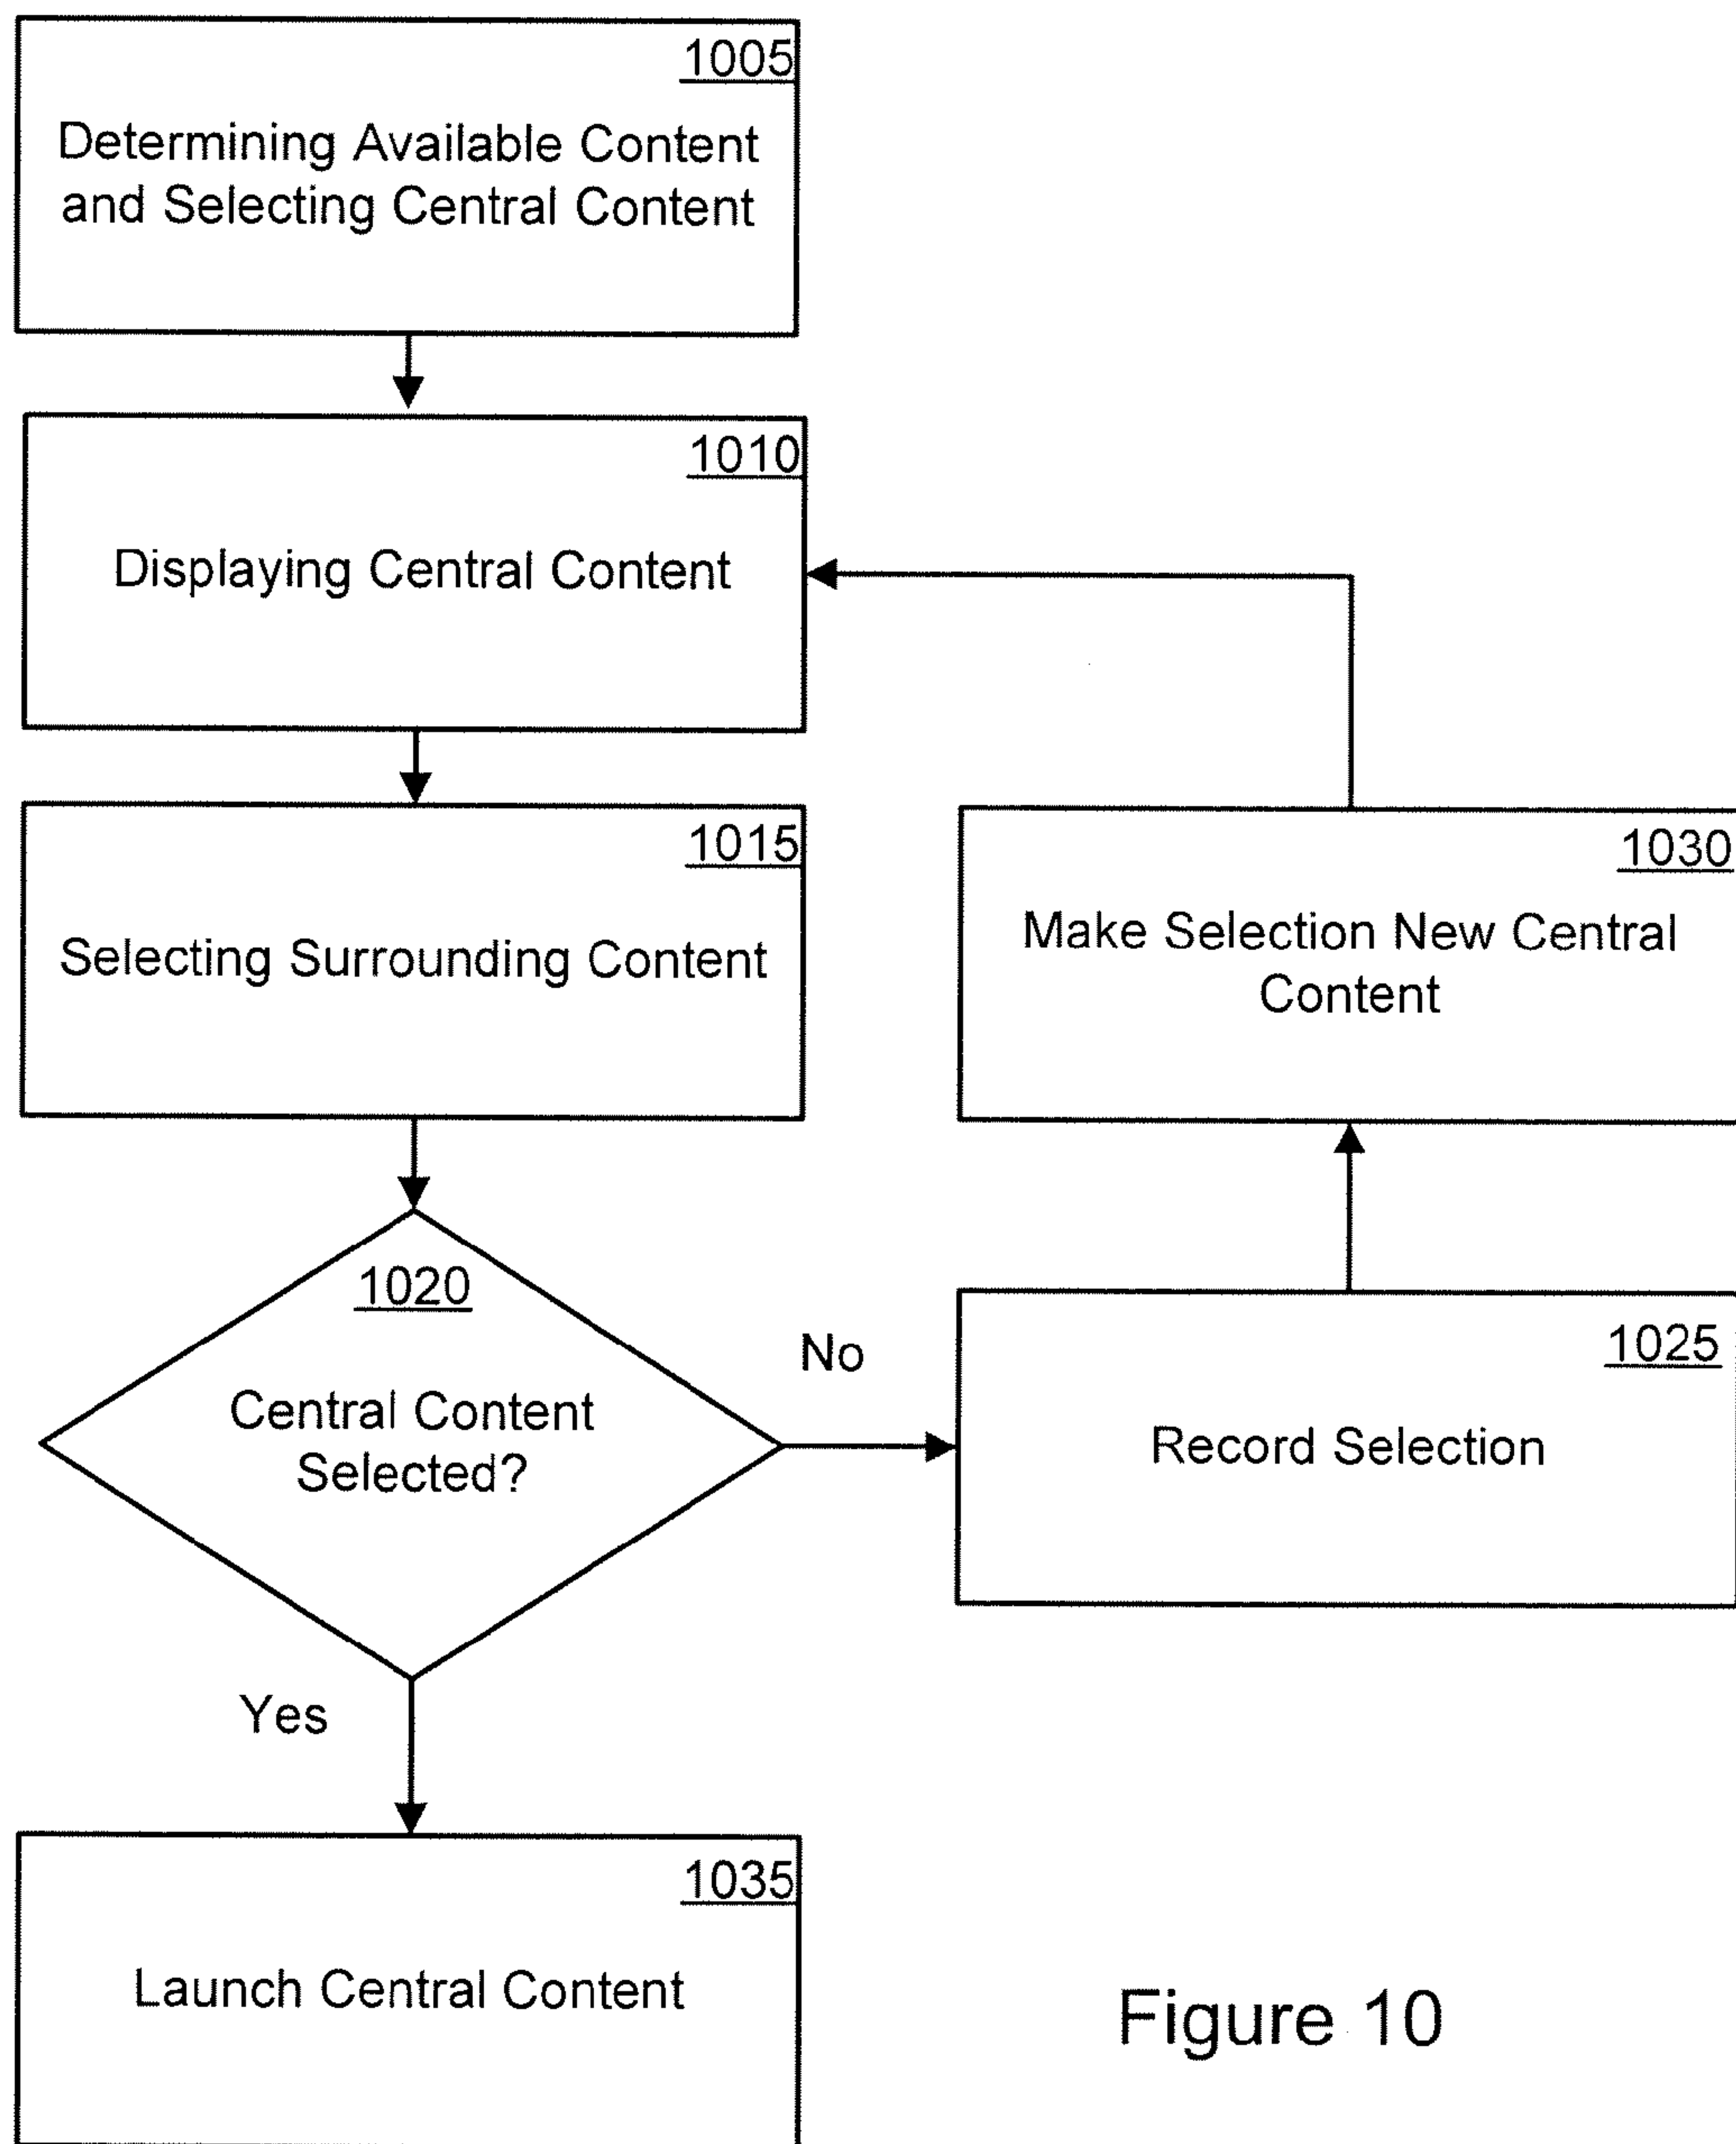 1005
Determining Available Content
and Selecting Central Content
1010
Displaying Central Content
1015
Selecting Surrounding Content
1030
Make Selection New Central
Content
1020
Central Content
Selected?
No
1025
Record Selection
Yes
1035
Launch Central Content
Figure 10